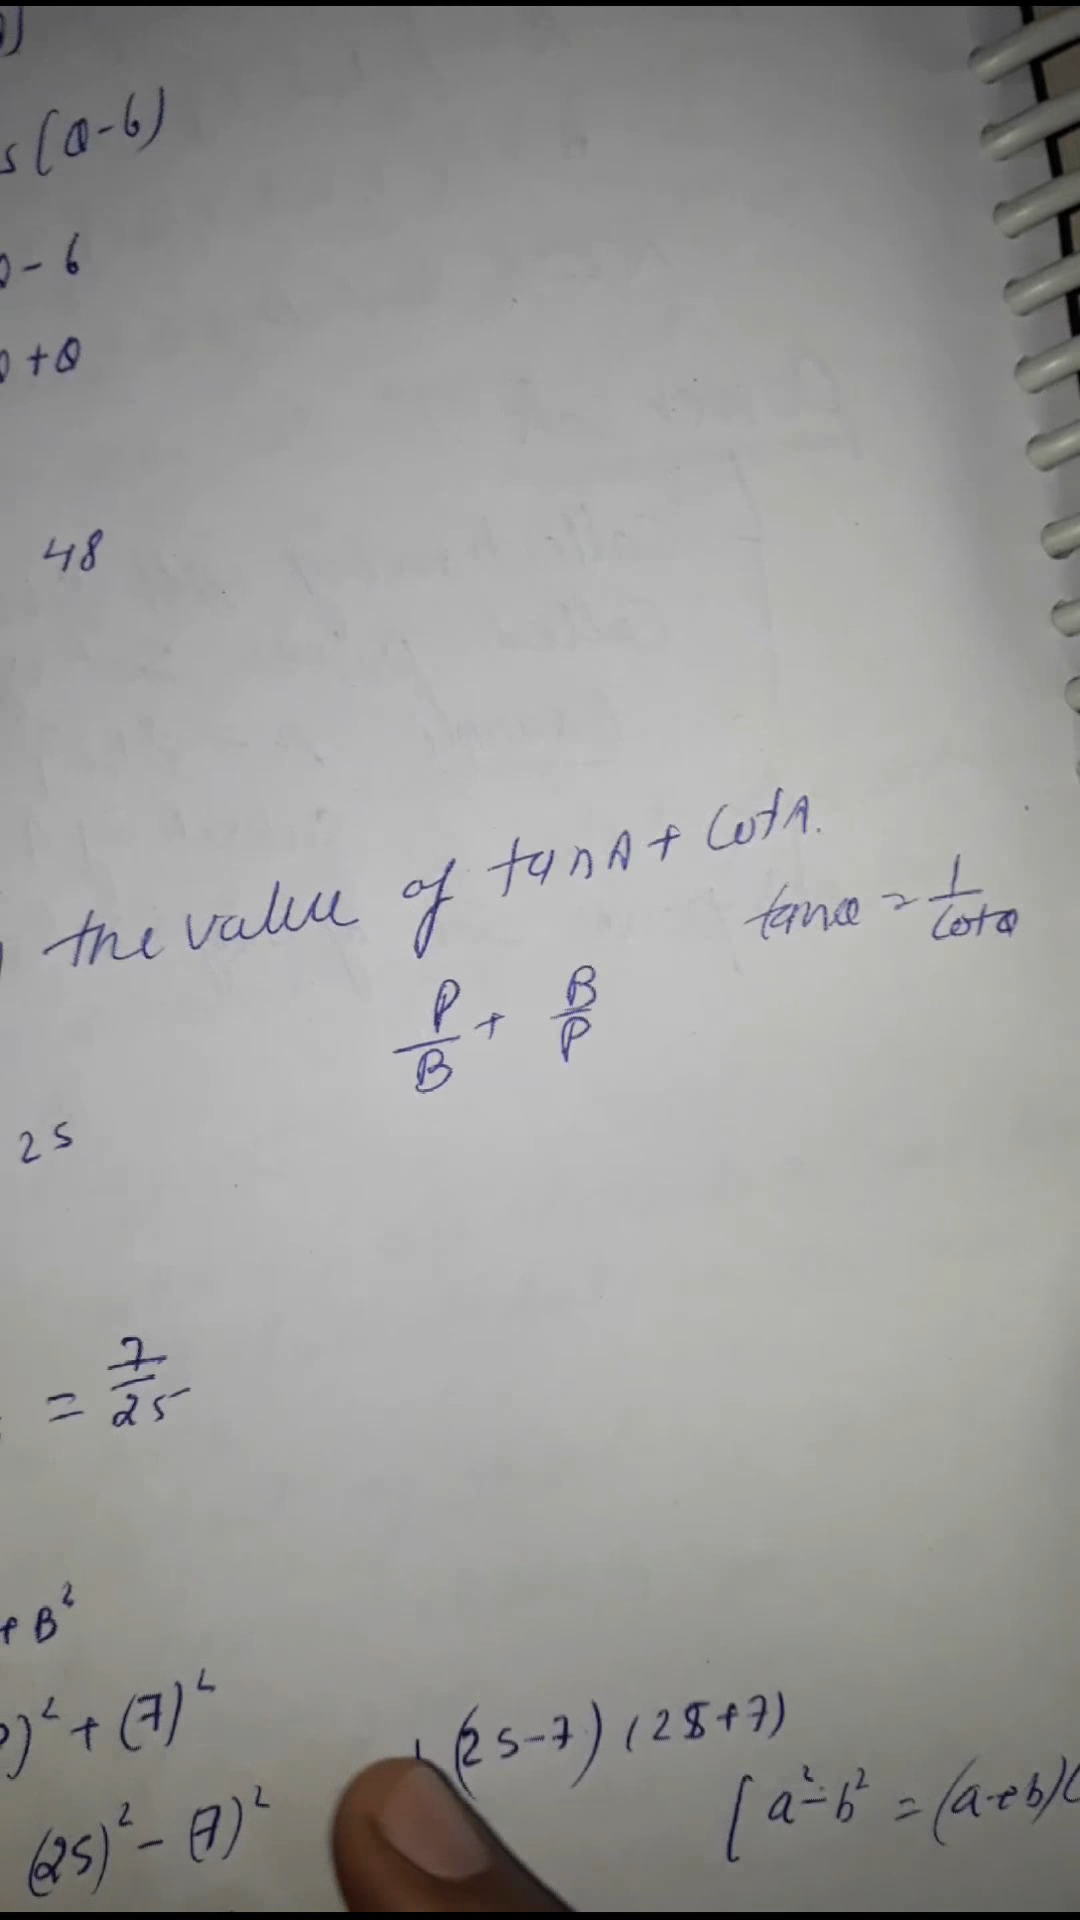 s(θ-6)
θ - 6
θ + θ
48
the value of tanA + CotA.
tanθ = 1/Cotθ
P/B + B/P
25
= 7/25
+ B²
)² + (7)²
(25-7) (25+7)
(25)² - (7)²
[a² - b² = (a+b)(